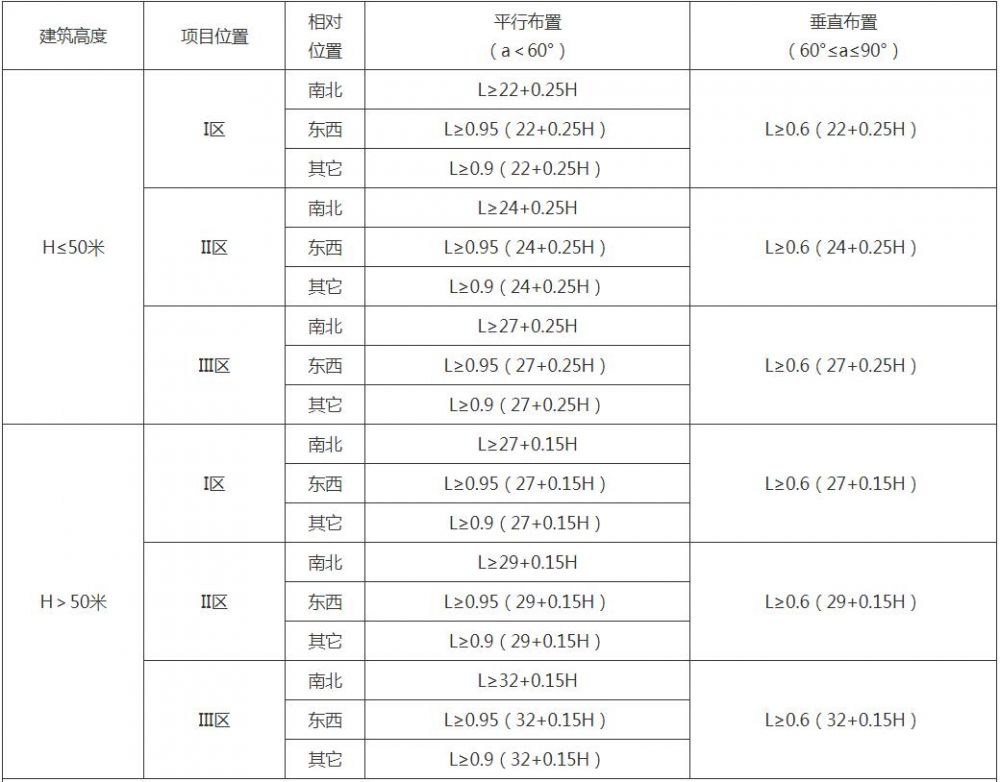 建筑高度
项目位置
相对
位置
平行布置
（a＜60°）
垂直布置
（60°≤a≤90°）
H≤50米
I区
南北
L≥22+0.25H
L≥0.6（22+0.25H）
东西
L≥0.95（22+0.25H）
其它
L≥0.9（22+0.25H）
II区
南北
L≥24+0.25H
L≥0.6（24+0.25H）
东西
L≥0.95（24+0.25H）
其它
L≥0.9（24+0.25H）
III区
南北
L≥27+0.25H
L≥0.6（27+0.25H）
东西
L≥0.95（27+0.25H）
其它
L≥0.9（27+0.25H）
H＞50米
I区
南北
L≥27+0.15H
L≥0.6（27+0.15H）
东西
L≥0.95（27+0.15H）
其它
L≥0.9（27+0.15H）
II区
南北
L≥29+0.15H
L≥0.6（29+0.15H）
东西
L≥0.95（29+0.15H）
其它
L≥0.9（29+0.15H）
III区
南北
L≥32+0.15H
L≥0.6（32+0.15H）
东西
L≥0.95（32+0.15H）
其它
L≥0.9（32+0.15H）